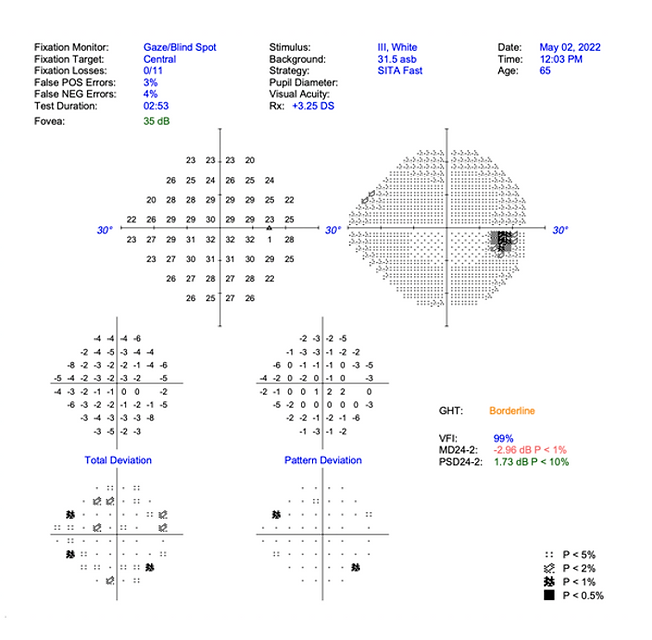 Fixation Monitor: Gaze/Blind Spot Stimulus: III, White Date: May 02, 2022
Fixation Target: Central Background: 31.5 asb Time: 12:03 PM
Fixation Losses: 0/11 Strategy: SITA Fast Age: 65
False POS Errors: 3% Pupil Diameter:
False NEG Errors: 4% Visual Acuity:
Test Duration: 02:53 Rx: +3.25 DS
Fovea: 35 dB
23 23 23 20
26 25 24 26 25 24
20 28 28 29 29 29 25 22
22 26 29 29 30 29 29 23 25
30° 30° 30°
23 27 29 31 32 32 32 1 28
23 27 30 31 30 30 29 25
26 27 28 27 28 22
26 25 27 26
-4 -4 -4 -6 -2 -3 -2 -5
-2 -4 -5 -3 -4 -4 -1 -3 -3 -1 -2 -2
-8 -2 -3 -2 -2 -1 -4 -6 -6 0 -1 -1 0 0 -3 -5
-5 -4 -2 -3 -2 -2 -2 -5 -4 -2 0 -2 -1 -1 0 -3
-4 -3 -2 -1 -1 0 0 -2 -2 -1 0 0 1 2 2 0
-6 -3 -2 -1 -2 -1 -2 -5 -5 -2 0 0 0 0 0 -3
-3 -4 -3 -3 -3 -8 -2 -2 -1 -2 -1 -6
-3 -5 -2 -3 -1 -3 -1 -2
GHT: Borderline
VFI: 99%
MD24-2: -2.96 dB P < 1%
PSD24-2: 1.73 dB P < 10%
Total Deviation Pattern Deviation
P < 5%
P < 2%
P < 1%
P < 0.5%